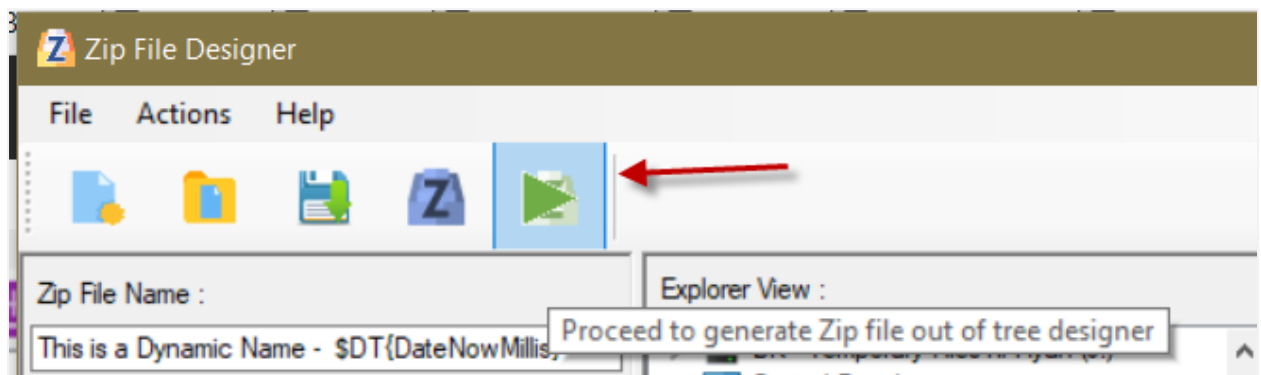 Zip File Designer
File Actions Help
Zip File Name :
Explorer View :
This is a Dynamic Name - $DT{DateNowMillis}
Proceed to generate Zip file out of tree designer